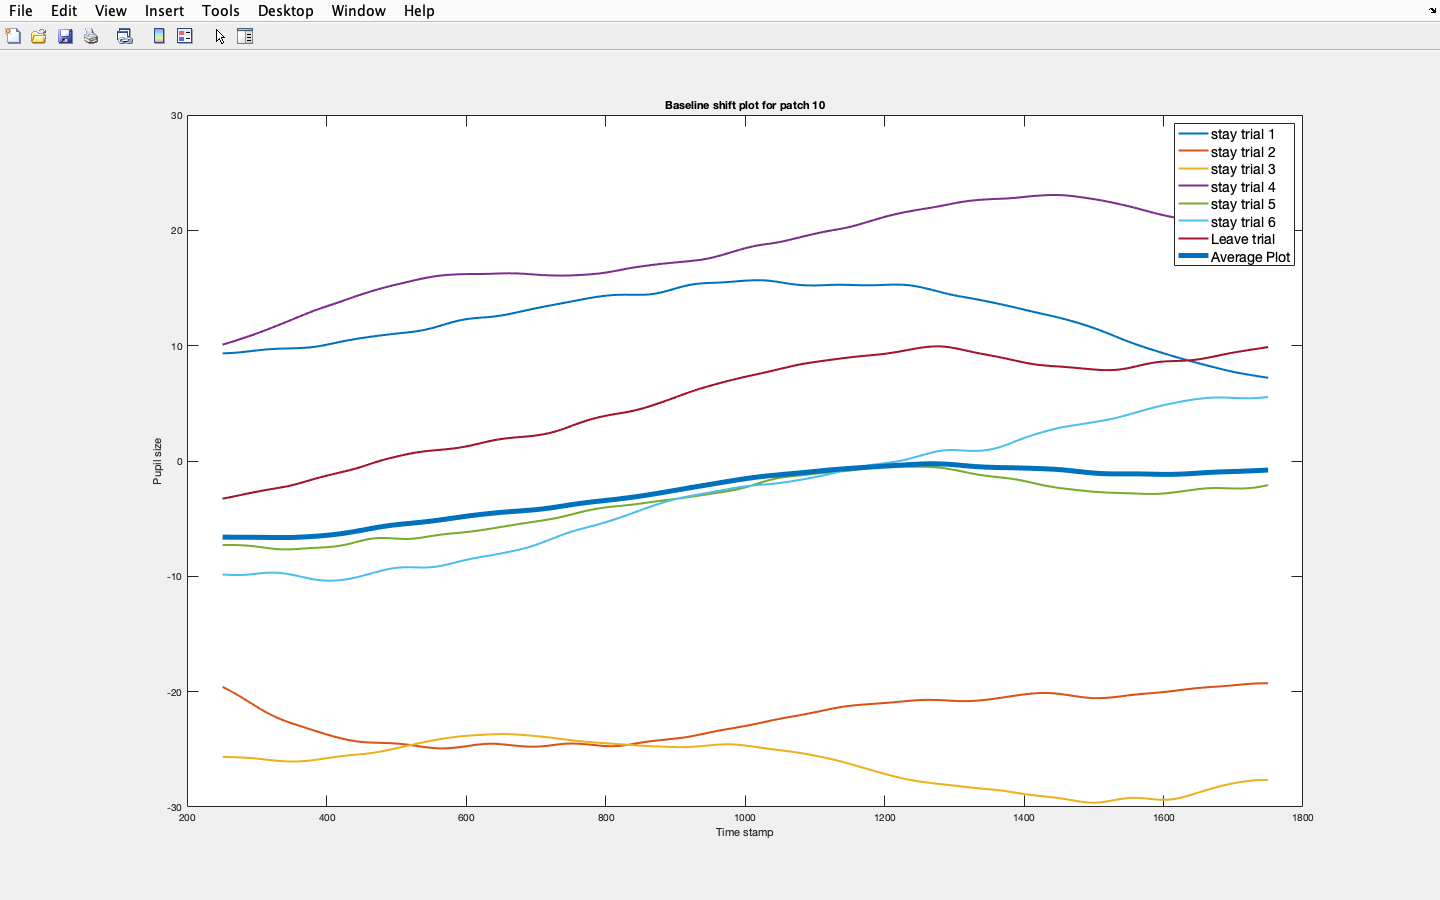 File Edit View Insert Tools Desktop Window Help
Baseline shift plot for patch 10
30
20
10
0
-10
-20
-30
Pupil size
stay trial 1
stay trial 2
stay trial 3
stay trial 4
stay trial 5
stay trial 6
Leave trial
Average Plot
200 400 600 800 1000 1200 1400 1600 1800
Time stamp